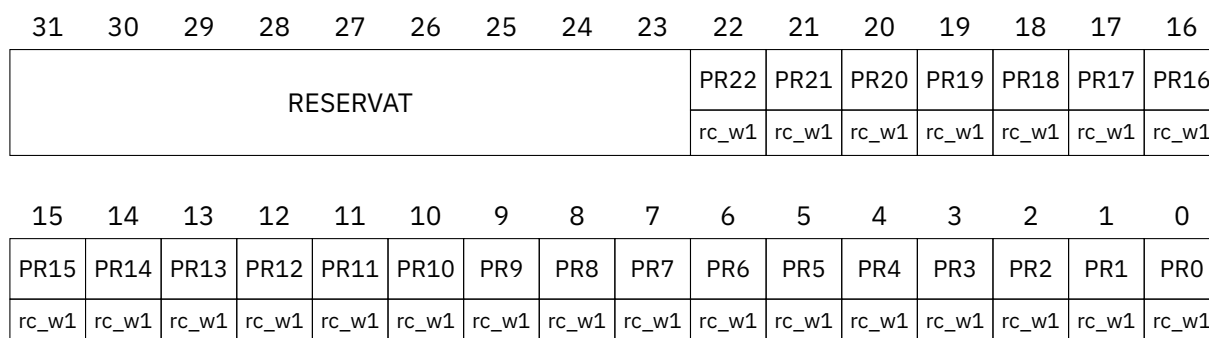 31 30 29 28 27 26 25 24 23 22 21 20 19 18 17 16
RESERVAT PR22 PR21 PR20 PR19 PR18 PR17 PR16
rc_w1 rc_w1 rc_w1 rc_w1 rc_w1 rc_w1 rc_w1
15 14 13 12 11 10 9 8 7 6 5 4 3 2 1 0
PR15 PR14 PR13 PR12 PR11 PR10 PR9 PR8 PR7 PR6 PR5 PR4 PR3 PR2 PR1 PR0
rc_w1 rc_w1 rc_w1 rc_w1 rc_w1 rc_w1 rc_w1 rc_w1 rc_w1 rc_w1 rc_w1 rc_w1 rc_w1 rc_w1 rc_w1 rc_w1